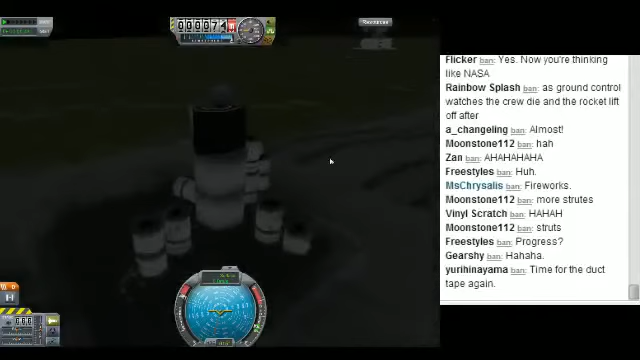 Resources
Flicker ban: Yes. Now you're thinking
like NASA
Rainbow Splash ban: as ground control
watches the crew die and the rocket lift
off after
a_changeling ban: Almost!
Moonstone112 ban: hah
Zan ban: AHAHAHAHA
Freestyles ban: Huh.
MsChrysalis ban: Fireworks.
Moonstone112 ban: more strutes
Vinyl Scratch ban: HAHAH
Moonstone112 ban: struts
Freestyles ban: Progress?
Gearshy ban: Hahaha.
yurihinayama ban: Time for the duct
tape again.